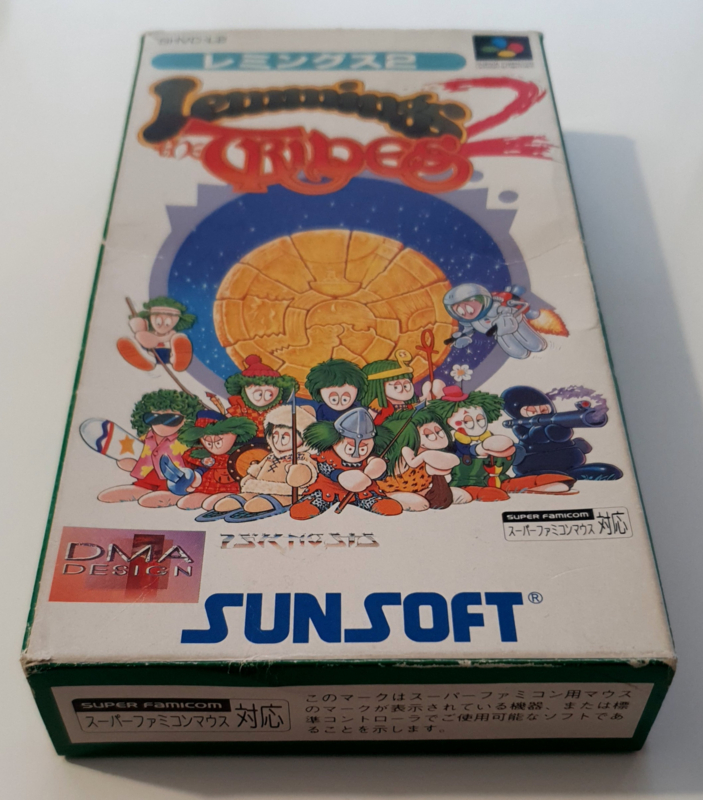 SHVC-L2
レミングス2
Lemmings 2
THE TRIBES
SUPER FAMICOM
スーパーファミコンマウス 対応
PSYGNOSIS
DMA
DESIGN
SUNSOFT®
SUPER FAMICOM
スーパーファミコンマウス 対応
このマークはスーパーファミコン用マウス
のマークが表示されている機器、または標
準コントローラでご使用可能なソフトであ
ることを示します。